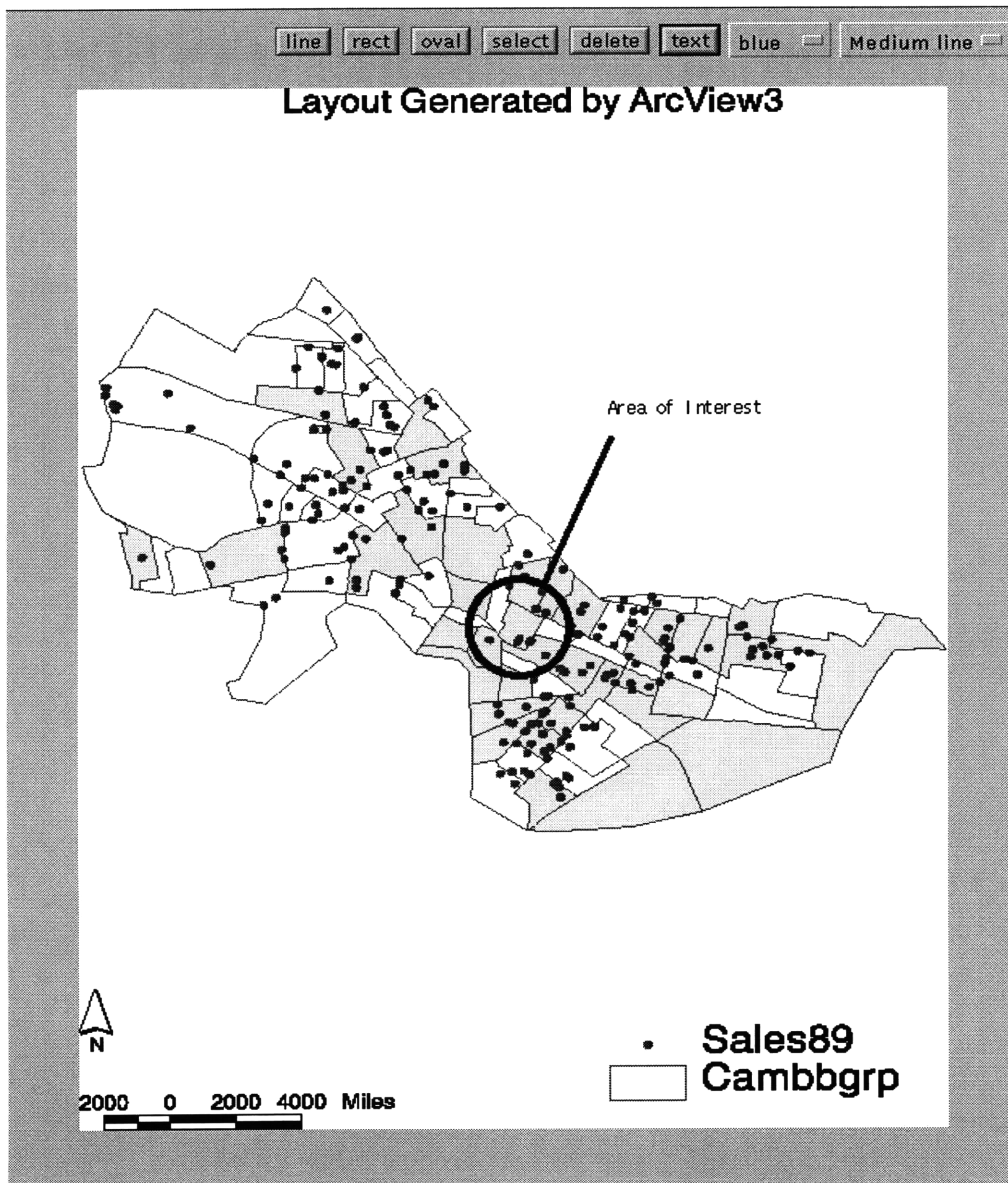 line rect oval select delete text blue Medium line
Layout Generated by ArcView3
Area of Interest
N
Sales89
Cambbgrp
2000 0 2000 4000 Miles